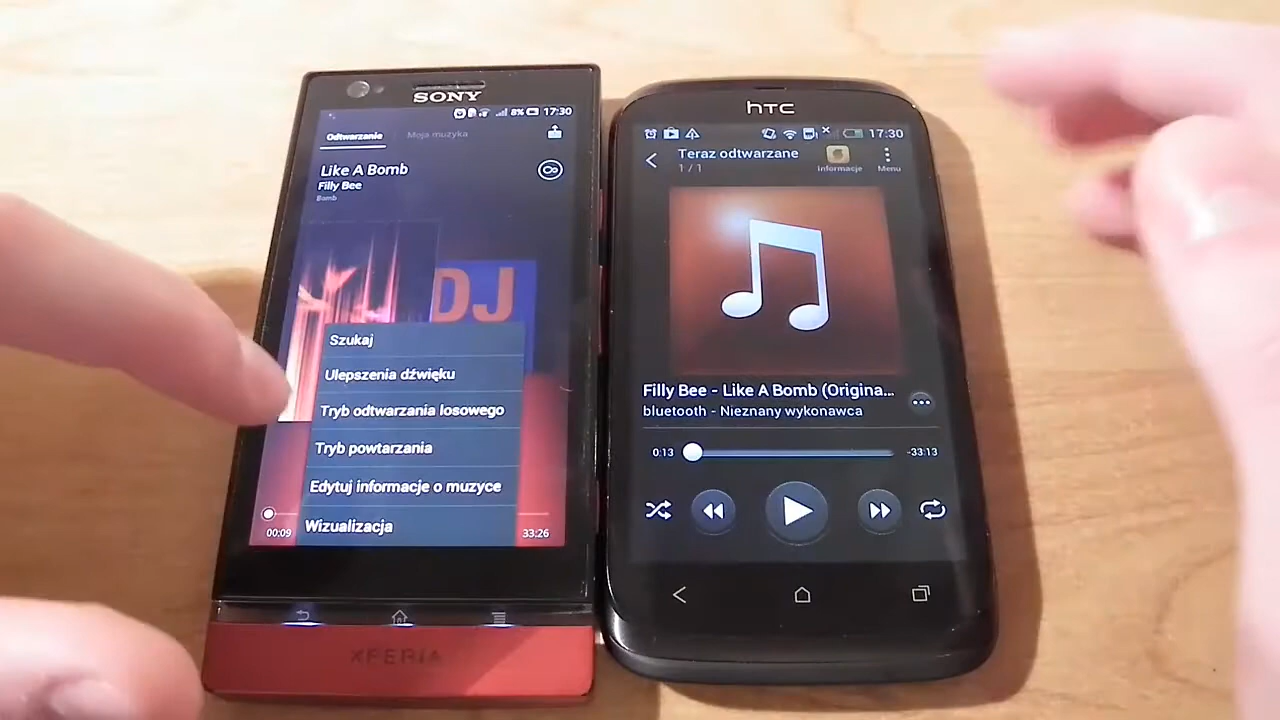 SONY
8% 17:30
Odtwarzanie Moja muzyka
Like A Bomb
Filly Bee
Bomb
DJ
Szukaj
Ulepszenia dźwięku
Tryb odtwarzania losowego
Tryb powtarzania
Edytuj informacje o muzyce
Wizualizacja
00:09 33:26
XPERIA
hTC
17:30
Teraz odtwarzane
1/1
Informacje Menu
Filly Bee - Like A Bomb (Origina...
bluetooth - Nieznany wykonawca
0:13 -33:13